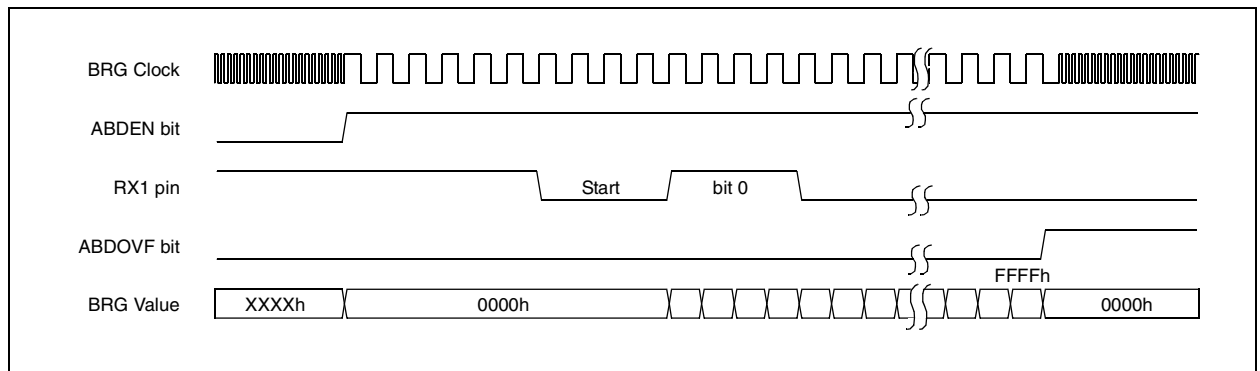 BRG Clock
ABDEN bit
RX1 pin
Start
bit 0
ABDOVF bit
FFFFh
BRG Value
XXXXh
0000h
0000h